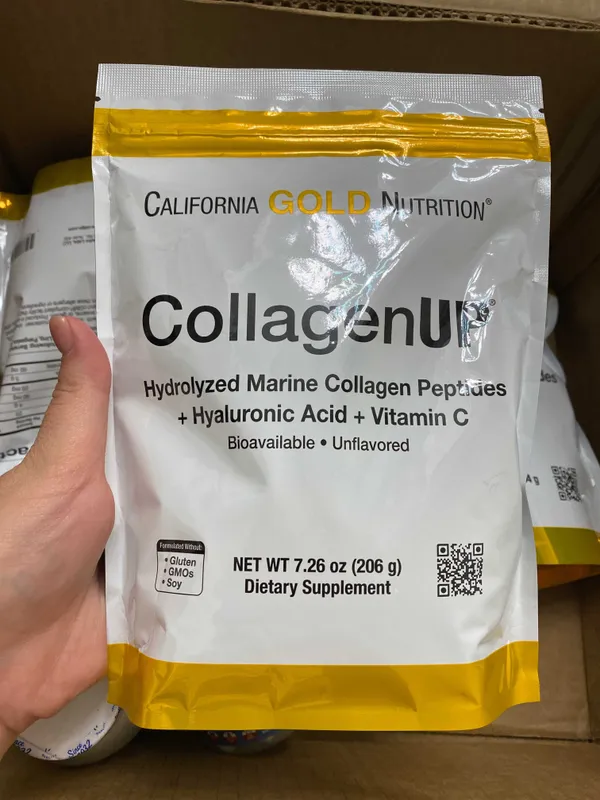 CALIFORNIA GOLD NUTRITION®
CollagenUP®
Hydrolyzed Marine Collagen Peptides
+ Hyaluronic Acid + Vitamin C
Bioavailable • Unflavored
Formulated Without:
• Gluten
• GMOs
• Soy
NET WT 7.26 oz (206 g)
Dietary Supplement